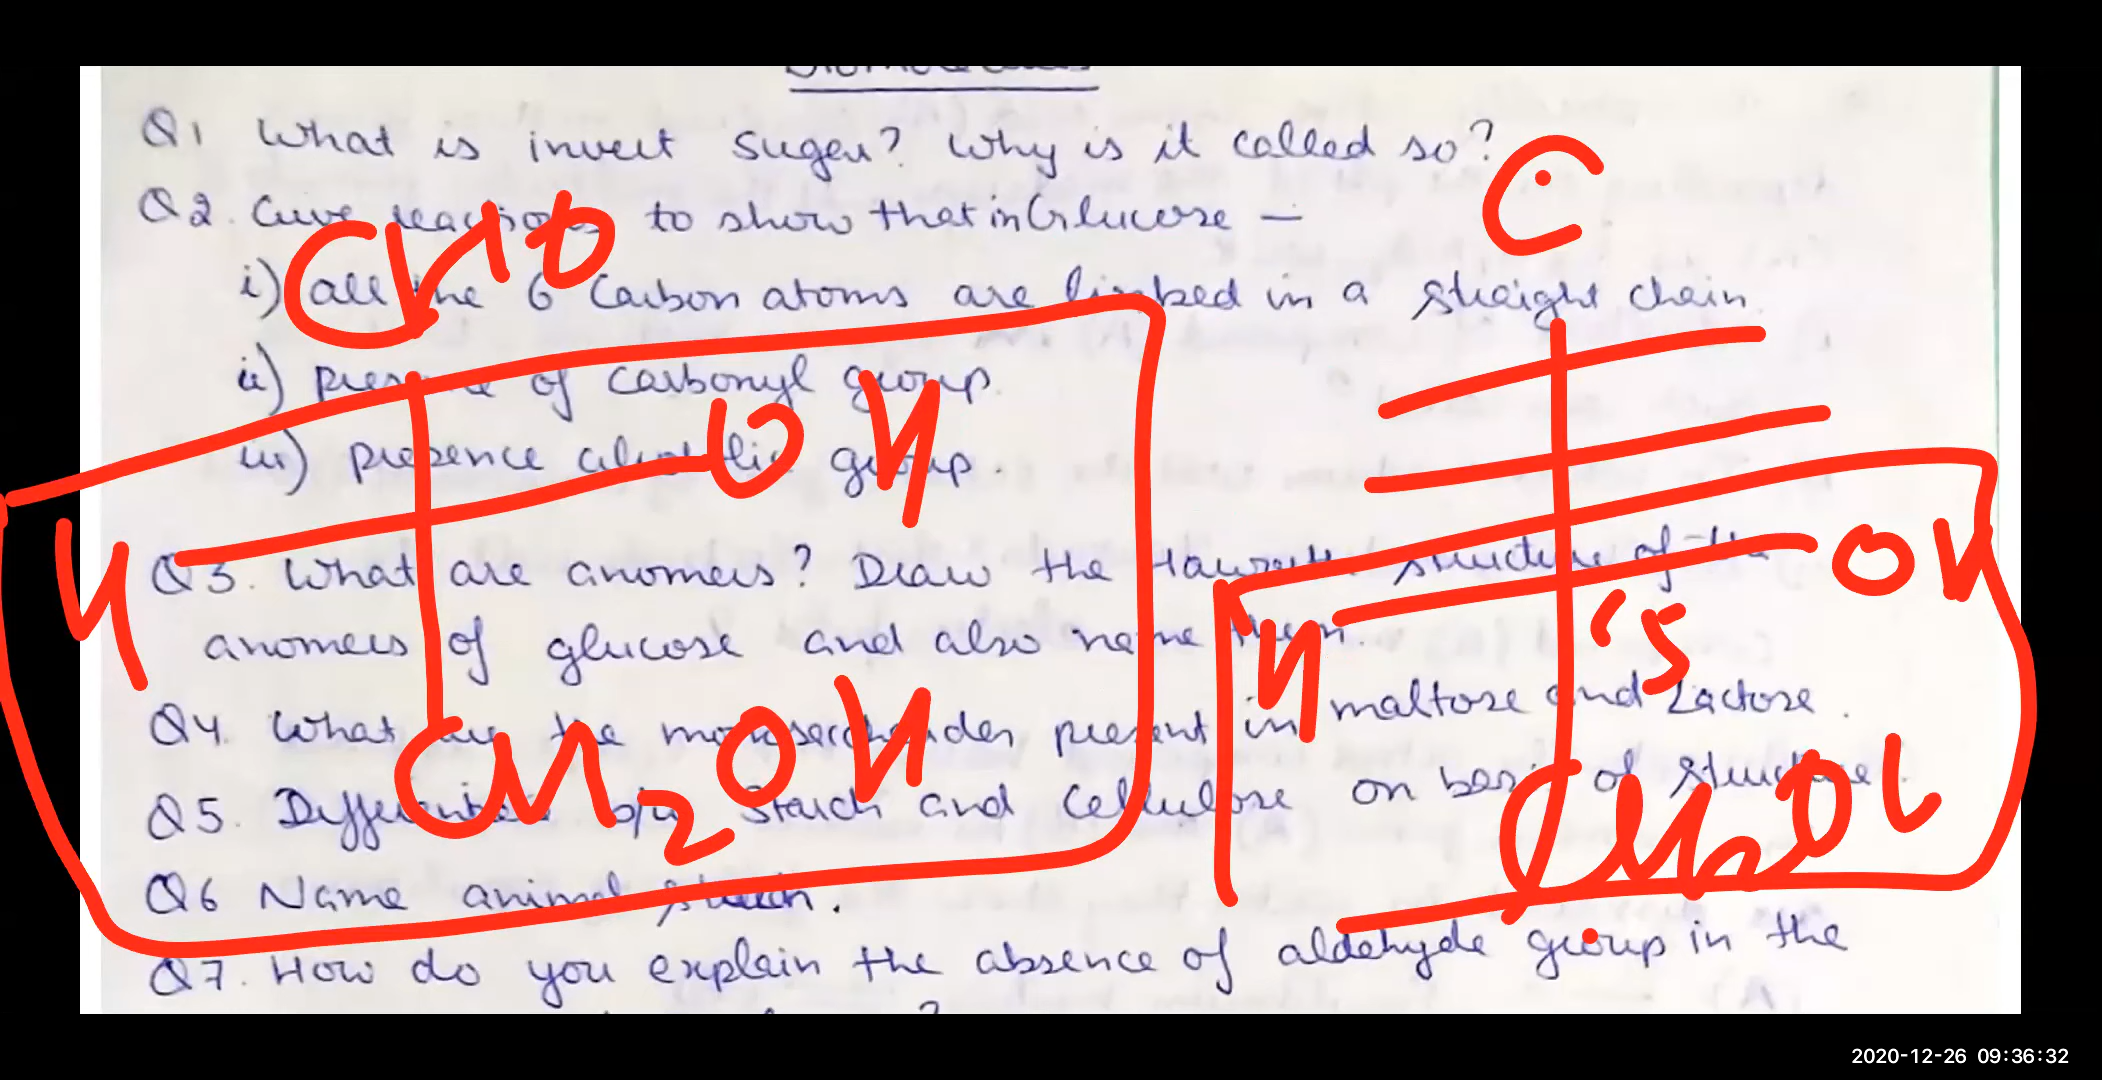 Biomolecules
Q1 What is invert sugar? Why is it called so?
Q2. Give reactions to show that in Glucose —
i) all the 6 Carbon atoms are linked in a straight chain.
ii) presence of carbonyl group.
iii) presence alcoholic group.
Q3. What are anomers? Draw the Haworth structure of the
anomers of glucose and also name them.
Q4. What are the monosaccharides present in maltose and Lactose.
Q5. Differentiate b/w Starch and Cellulose on basis of structure.
Q6 Name animal starch.
Q7. How do you explain the absence of aldehyde group in the
CHO
OH
H
CH2OH
C
OH
H
5
CH2OH
2020-12-26 09:36:32